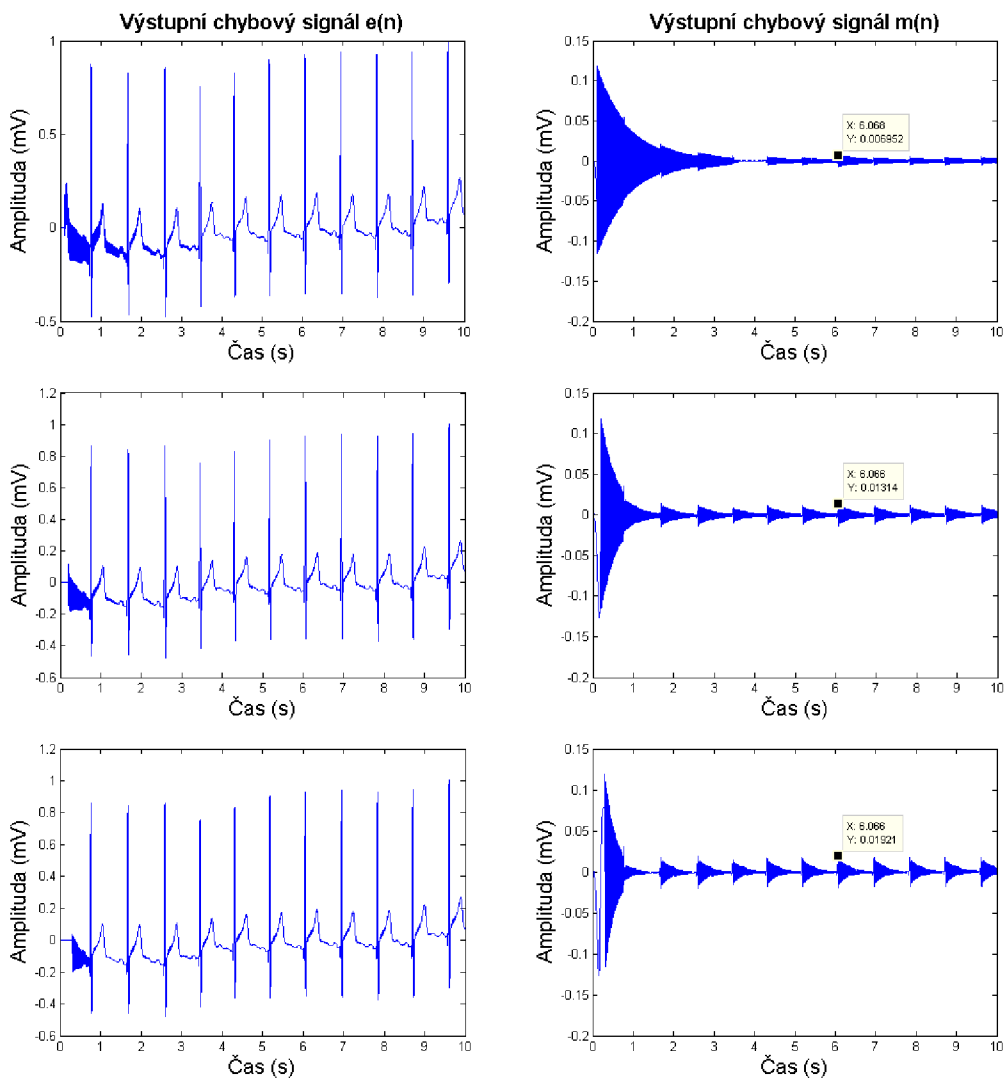 Výstupní chybový signál e(n)
Amplituda (mV)
1
0.5
0
-0.5
0 1 2 3 4 5 6 7 8 9 10
Čas (s)
Výstupní chybový signál m(n)
Amplituda (mV)
0.15
0.1
0.05
0
-0.05
-0.1
-0.15
-0.2
X: 6.068
Y: 0.006952
0 1 2 3 4 5 6 7 8 9 10
Čas (s)
Amplituda (mV)
1.2
1
0.8
0.6
0.4
0.2
0
-0.2
-0.4
-0.6
0 1 2 3 4 5 6 7 8 9 10
Čas (s)
Amplituda (mV)
0.15
0.1
0.05
0
-0.05
-0.1
-0.15
-0.2
X: 6.066
Y: 0.01314
0 1 2 3 4 5 6 7 8 9 10
Čas (s)
Amplituda (mV)
1.2
1
0.8
0.6
0.4
0.2
0
-0.2
-0.4
-0.6
0 1 2 3 4 5 6 7 8 9 10
Čas (s)
Amplituda (mV)
0.15
0.1
0.05
0
-0.05
-0.1
-0.15
-0.2
X: 6.066
Y: 0.01921
0 1 2 3 4 5 6 7 8 9 10
Čas (s)